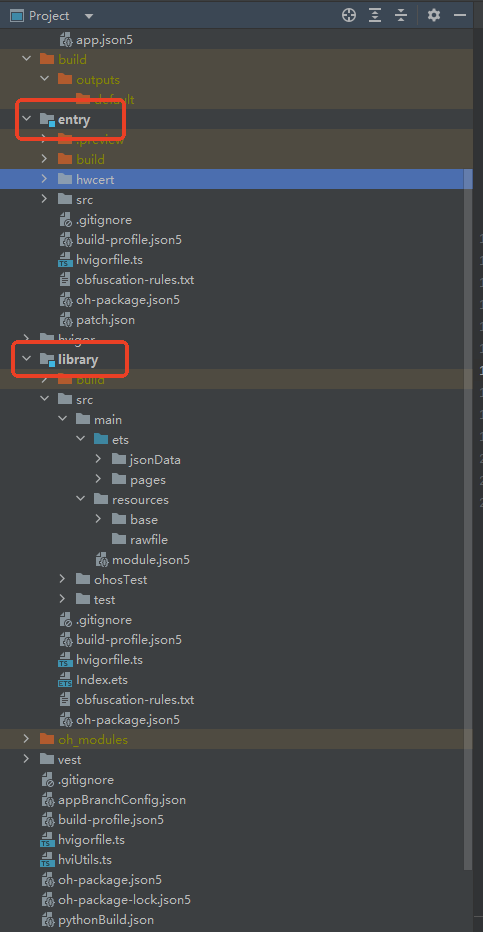 Project
app.json5
build
outputs
default
entry
.preview
build
hwcert
src
.gitignore
build-profile.json5
hvigorfile.ts
obfuscation-rules.txt
oh-package.json5
patch.json
hvigor
library
build
src
main
ets
jsonData
pages
resources
base
rawfile
module.json5
ohosTest
test
.gitignore
build-profile.json5
hvigorfile.ts
Index.ets
obfuscation-rules.txt
oh-package.json5
oh_modules
vest
.gitignore
appBranchConfig.json
build-profile.json5
hvigorfile.ts
hviUtils.ts
oh-package.json5
oh-package-lock.json5
pythonBuild.json